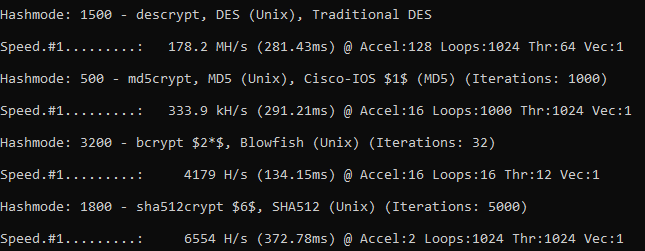 Hashmode: 1500 - descrypt, DES (Unix), Traditional DES
Speed.#1.........:   178.2 MH/s (281.43ms) @ Accel:128 Loops:1024 Thr:64 Vec:1
Hashmode: 500 - md5crypt, MD5 (Unix), Cisco-IOS $1$ (MD5) (Iterations: 1000)
Speed.#1.........:   333.9 kH/s (291.21ms) @ Accel:16 Loops:1000 Thr:1024 Vec:1
Hashmode: 3200 - bcrypt $2*$, Blowfish (Unix) (Iterations: 32)
Speed.#1.........:     4179 H/s (134.15ms) @ Accel:16 Loops:16 Thr:12 Vec:1
Hashmode: 1800 - sha512crypt $6$, SHA512 (Unix) (Iterations: 5000)
Speed.#1.........:     6554 H/s (372.78ms) @ Accel:2 Loops:1024 Thr:1024 Vec:1